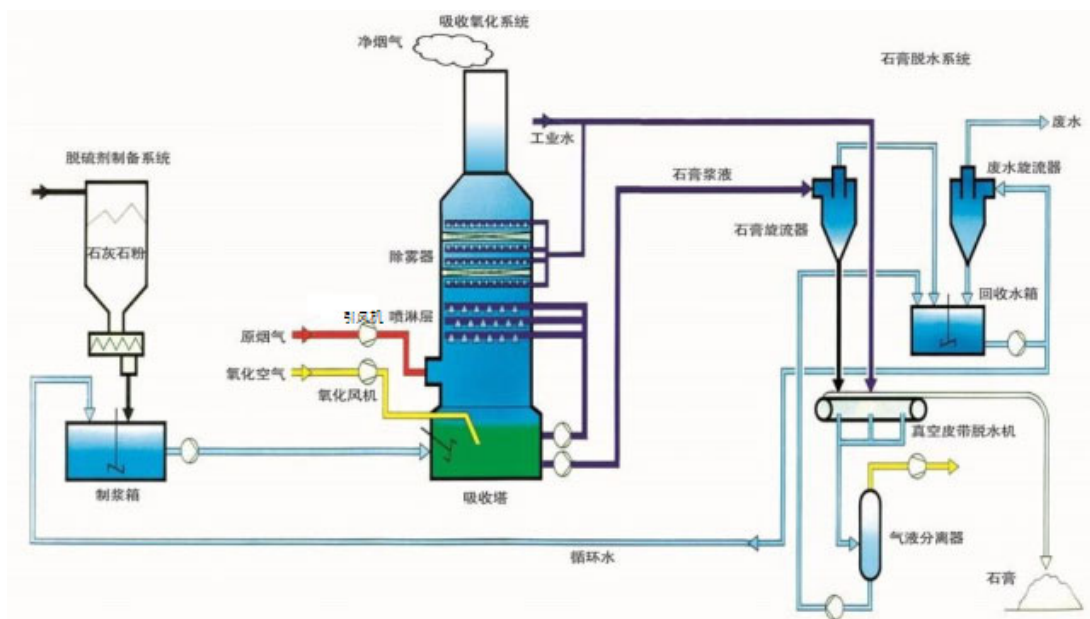 吸收氧化系统
净烟气
石膏脱水系统
废水
工业水
脱硫剂制备系统
石膏浆液
废水旋流器
石灰石粉
除雾器
石膏旋流器
回收水箱
引风机
喷淋层
原烟气
氧化空气
氧化风机
真空皮带脱水机
制浆箱
吸收塔
气液分离器
循环水
石膏